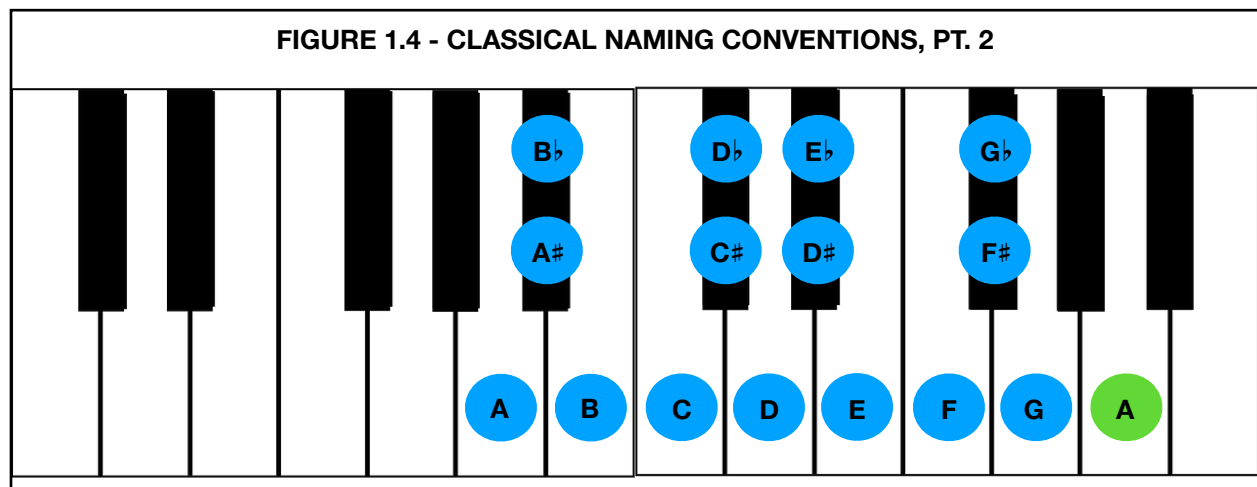 FIGURE 1.4 - CLASSICAL NAMING CONVENTIONS, PT. 2
B♭ D♭ E♭ G♭
A♯ C♯ D♯ F♯
A B C D E F G A